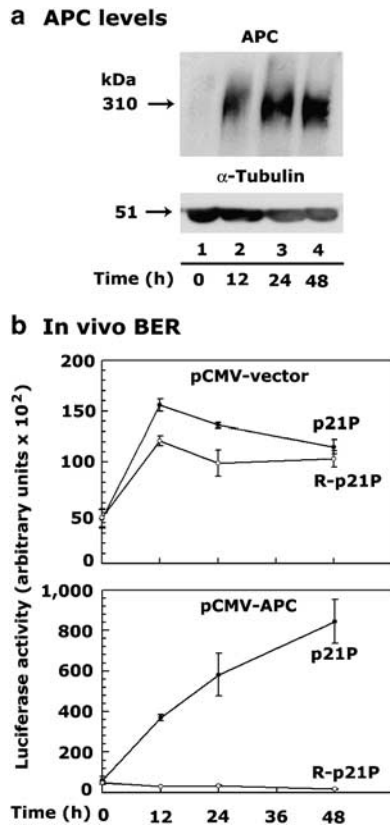 a APC levels
APC
kDa
310
α-Tubulin
51
1 2 3 4
Time (h) 0 12 24 48
b In vivo BER
Luciferase activity (arbitrary units x 10²)
200
150
100
50
0
pCMV-vector
p21P
R-p21P
1,000
800
600
400
200
0
pCMV-APC
p21P
R-p21P
Time (h) 0 12 24 36 48